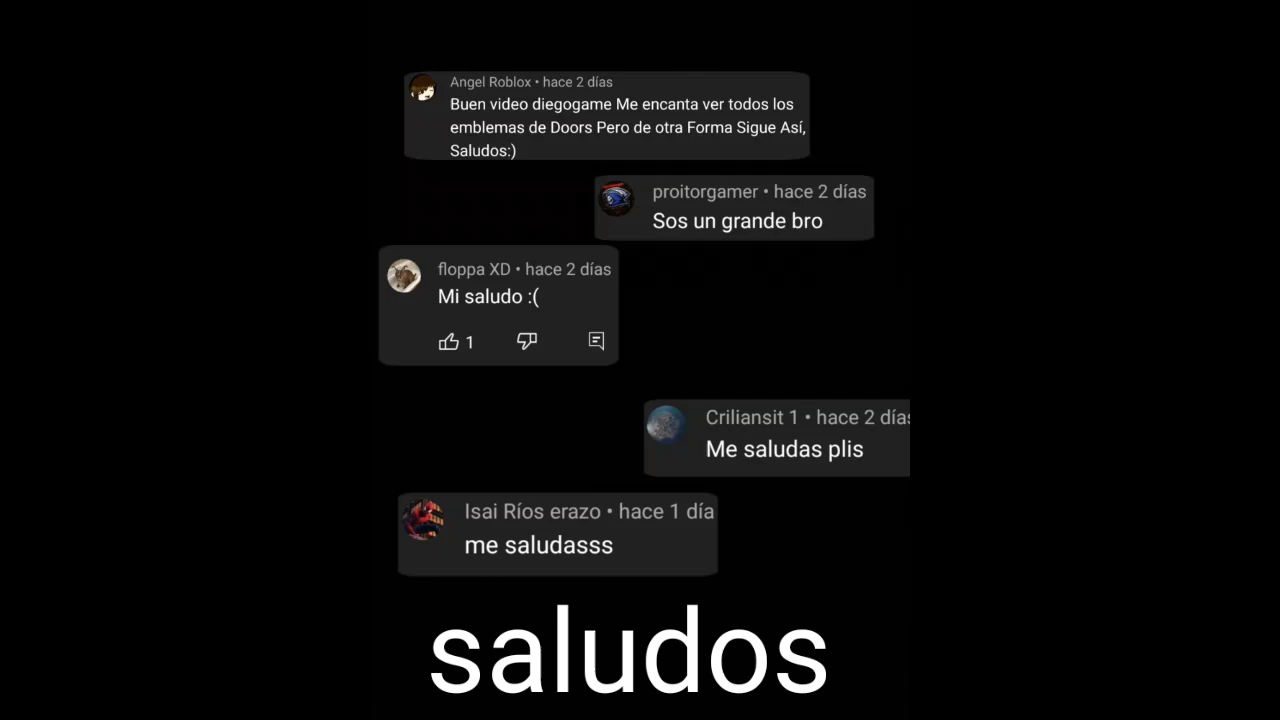 Angel Roblox • hace 2 días
Buen video diegogame Me encanta ver todos los
emblemas de Doors Pero de otra Forma Sigue Así,
Saludos:)
proitorgamer • hace 2 días
Sos un grande bro
floppa XD • hace 2 días
Mi saludo :(
1
Criliansit 1 • hace 2 días
Me saludas plis
Isai Ríos erazo • hace 1 día
me saludasss
saludos